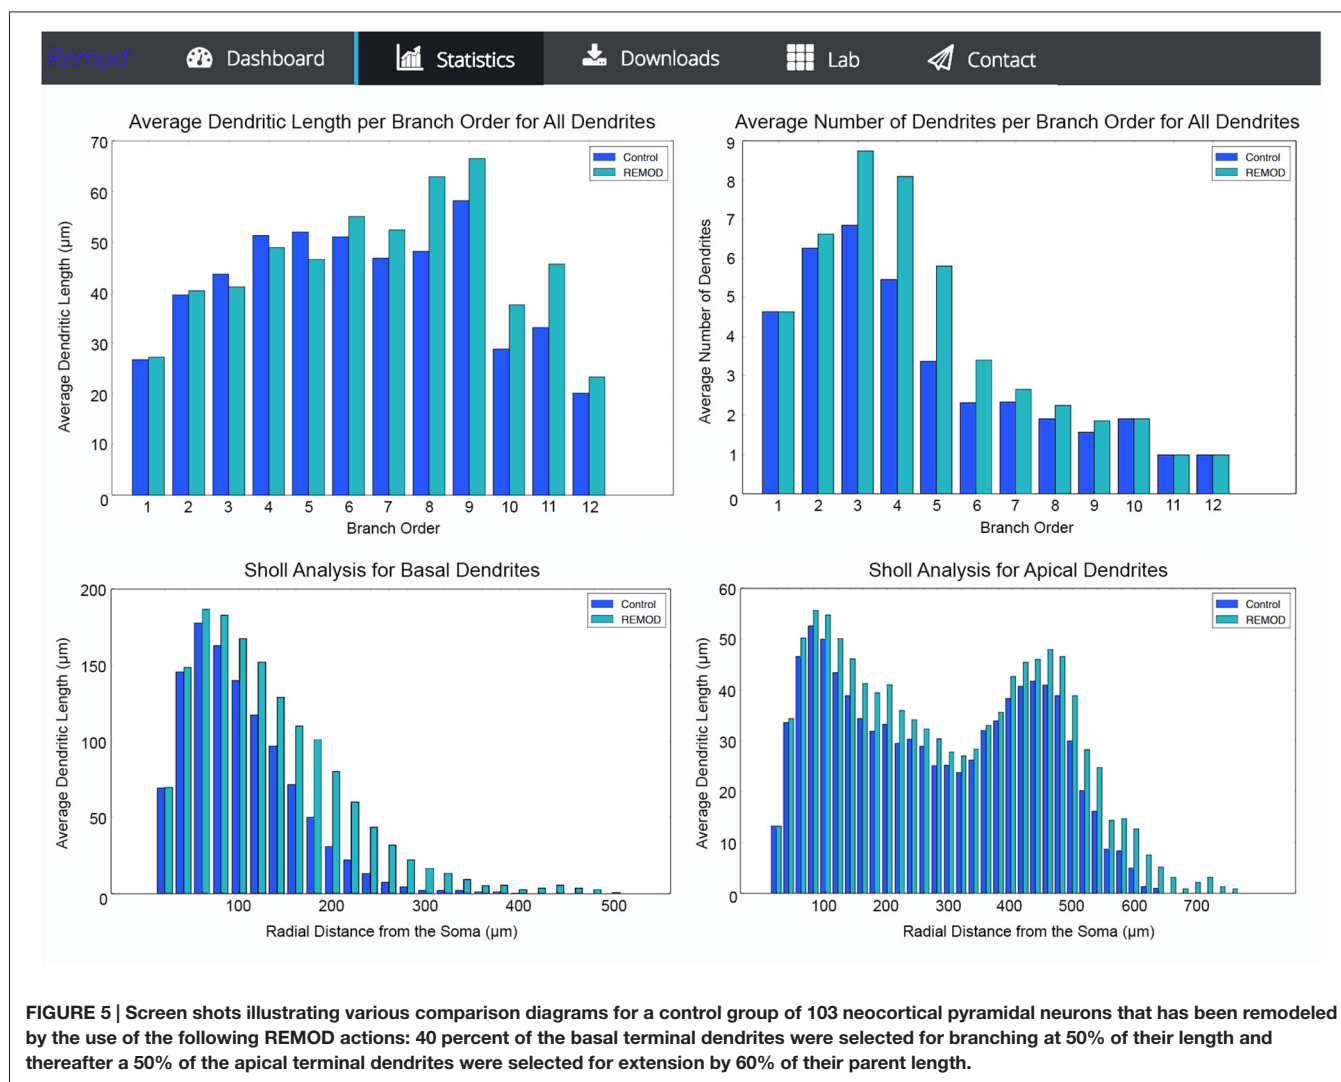 Remod Dashboard Statistics Downloads Lab Contact
Average Dendritic Length per Branch Order for All Dendrites
70
60
50
40
30
20
10
0
Average Dendritic Length (µm)
Control
REMOD
1 2 3 4 5 6 7 8 9 10 11 12
Branch Order
Average Number of Dendrites per Branch Order for All Dendrites
9
8
7
6
5
4
3
2
1
0
Average Number of Dendrites
Control
REMOD
1 2 3 4 5 6 7 8 9 10 11 12
Branch Order
Sholl Analysis for Basal Dendrites
200
150
100
50
0
Average Dendritic Length (µm)
Control
REMOD
100 200 300 400 500
Radial Distance from the Soma (µm)
Sholl Analysis for Apical Dendrites
60
50
40
30
20
10
0
Average Dendritic Length (µm)
Control
REMOD
100 200 300 400 500 600 700
Radial Distance from the Soma (µm)
FIGURE 5 | Screen shots illustrating various comparison diagrams for a control group of 103 neocortical pyramidal neurons that has been remodeled
by the use of the following REMOD actions: 40 percent of the basal terminal dendrites were selected for branching at 50% of their length and
thereafter a 50% of the apical terminal dendrites were selected for extension by 60% of their parent length.